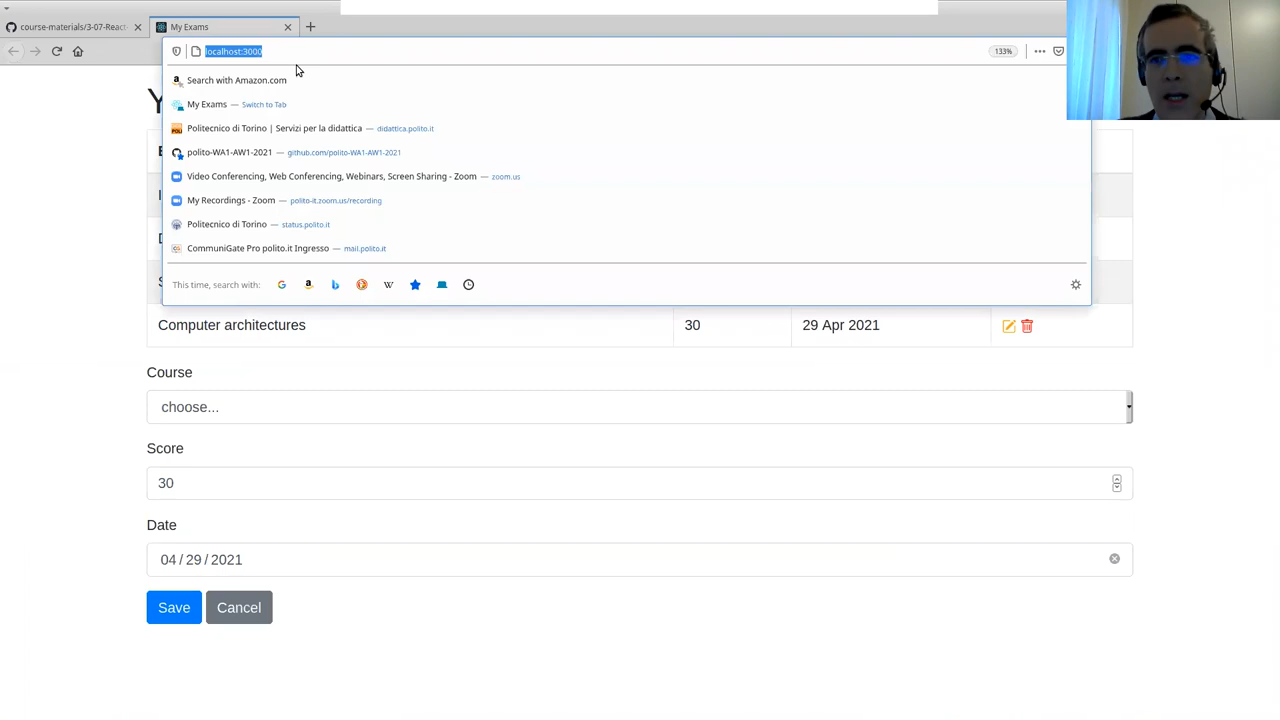 course-materials/3-07-React-
My Exams
localhost:3000
133%
Search with Amazon.com
My Exams — Switch to Tab
Politecnico di Torino | Servizi per la didattica — didattica.polito.it
polito-WA1-AW1-2021 — github.com/polito-WA1-AW1-2021
Video Conferencing, Web Conferencing, Webinars, Screen Sharing - Zoom — zoom.us
My Recordings - Zoom — polito-it.zoom.us/recording
Politecnico di Torino — status.polito.it
CommuniGate Pro polito.it Ingresso — mail.polito.it
This time, search with:
Computer architectures 30 29 Apr 2021
Course
choose...
Score
30
Date
04/29/2021
Save Cancel